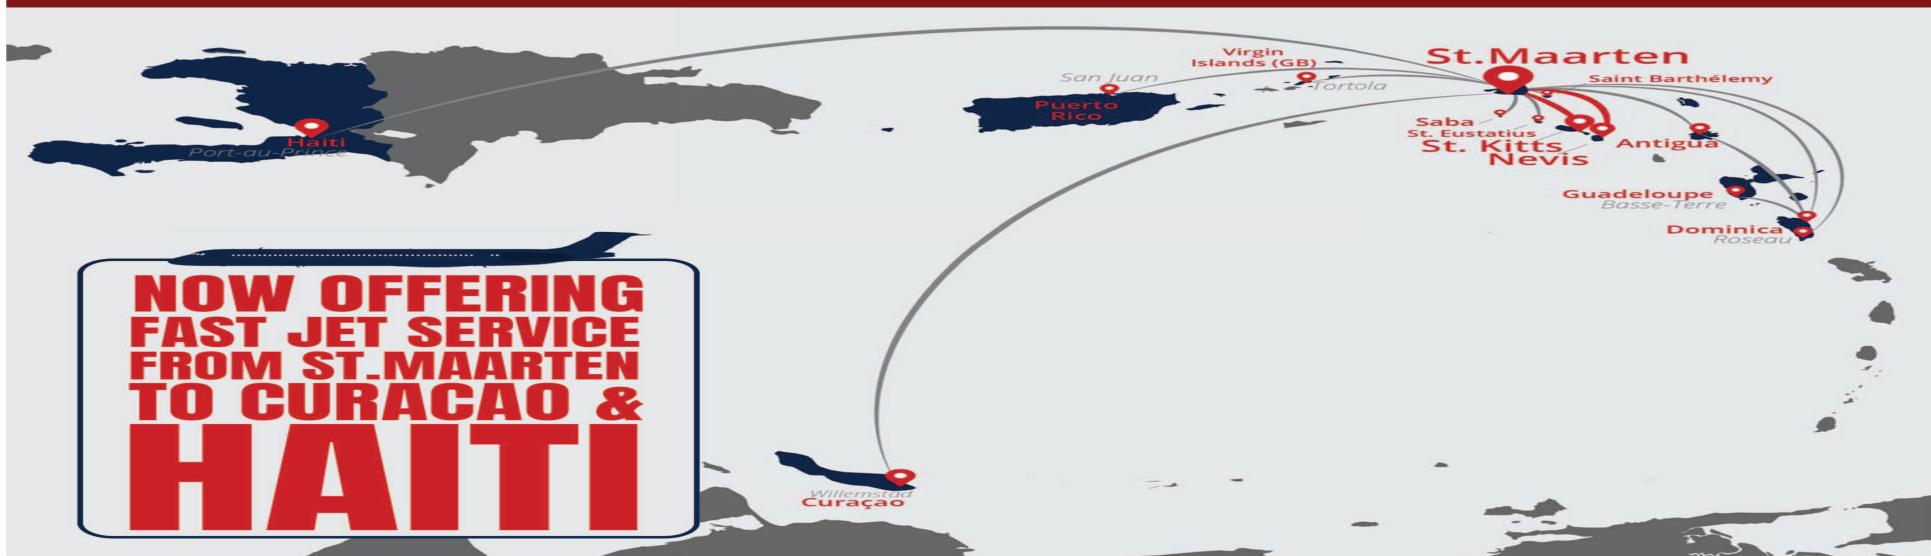 Virgin
Islands (GB)
St.Maarten
San Juan
Tortola
Saint Barthélemy
Puerto
Rico
Saba
St. Eustatius
St. Kitts
Nevis
Antigua
Haiti
Port-au-Prince
Guadeloupe
Basse-Terre
Dominica
Roseau
NOW OFFERING
FAST JET SERVICE
FROM ST.MAARTEN
TO CURACAO &
HAITI
Willemstad
Curaçao